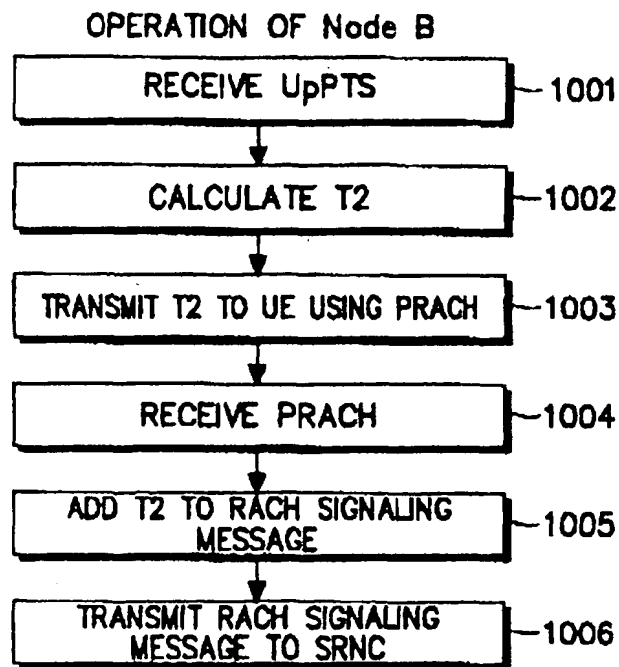 OPERATION OF Node B
RECEIVE UpPTS
1001
CALCULATE T2
1002
TRANSMIT T2 TO UE USING PRACH
1003
RECEIVE PRACH
1004
ADD T2 TO RACH SIGNALING
MESSAGE
1005
TRANSMIT RACH SIGNALING
MESSAGE TO SRNC
1006